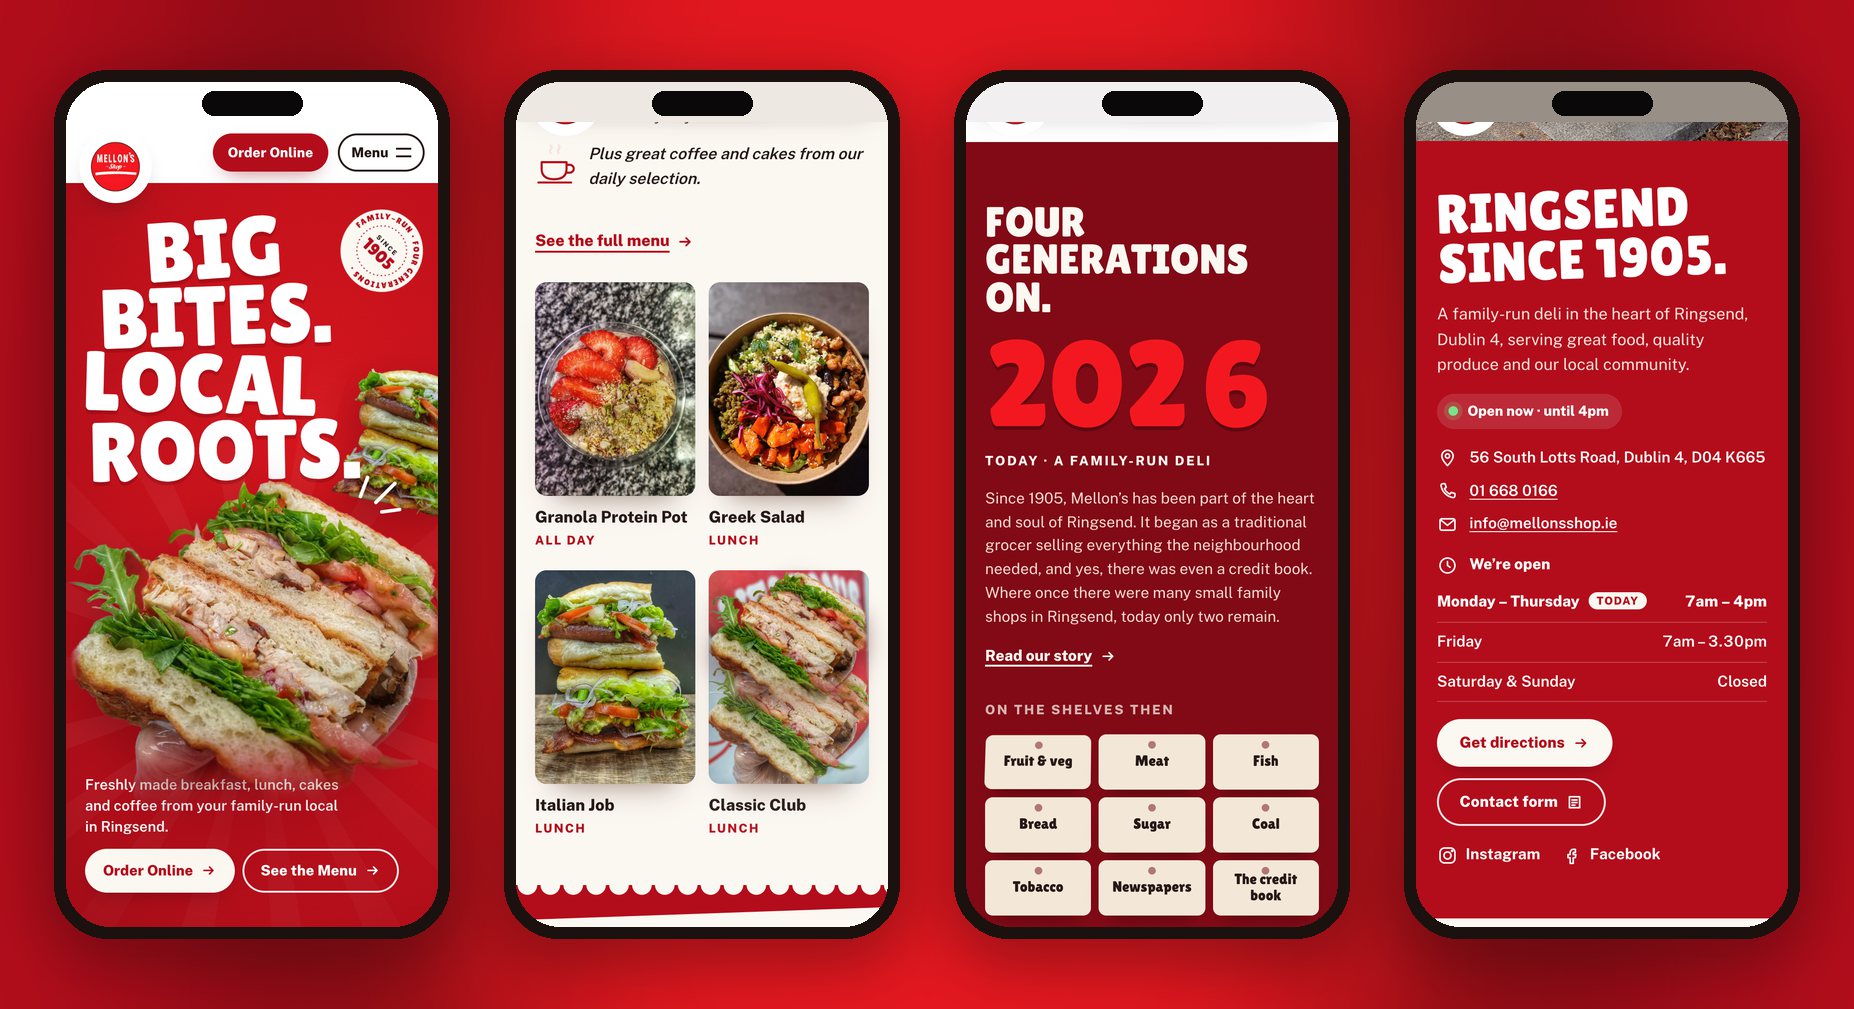 MELLON'S
Shop
Order Online
Menu
BIG
BITES.
LOCAL
ROOTS.
FAMILY-RUN · FOUR GENERATIONS ·
SINCE
1905
Freshly made breakfast, lunch, cakes
and coffee from your family-run local
in Ringsend.
Order Online
See the Menu
Plus great coffee and cakes from our
daily selection.
See the full menu
Granola Protein Pot
ALL DAY
Greek Salad
LUNCH
Italian Job
LUNCH
Classic Club
LUNCH
FOUR
GENERATIONS
ON.
2026
TODAY · A FAMILY-RUN DELI
Since 1905, Mellon's has been part of the heart
and soul of Ringsend. It began as a traditional
grocer selling everything the neighbourhood
needed, and yes, there was even a credit book.
Where once there were many small family
shops in Ringsend, today only two remain.
Read our story
ON THE SHELVES THEN
Fruit & veg
Meat
Fish
Bread
Sugar
Coal
Tobacco
Newspapers
The credit
book
RINGSEND
SINCE 1905.
A family-run deli in the heart of Ringsend,
Dublin 4, serving great food, quality
produce and our local community.
Open now · until 4pm
56 South Lotts Road, Dublin 4, D04 K665
01 668 0166
info@mellonsshop.ie
We're open
Monday – Thursday TODAY 7am – 4pm
Friday 7am – 3.30pm
Saturday & Sunday Closed
Get directions
Contact form
Instagram
Facebook